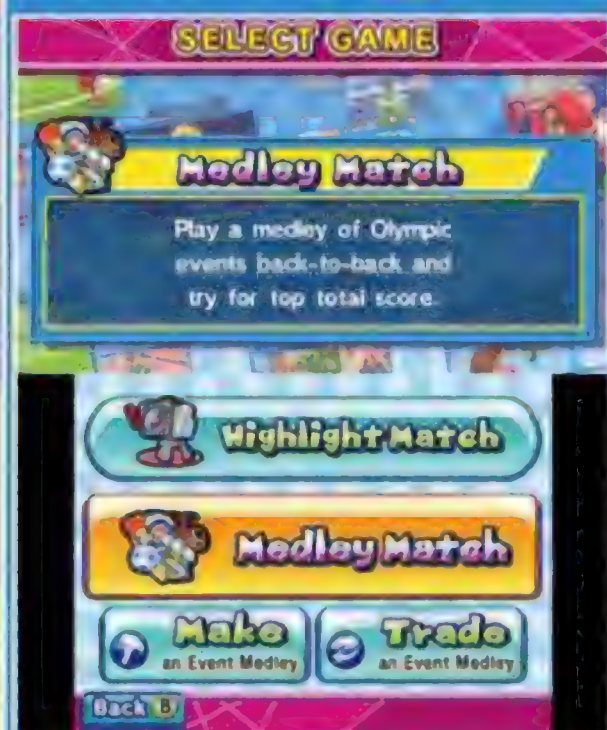 SELECT GAME
Medley Match
Play a medley of Olympic
events back-to-back and
try for top total score.
Highlight Match
Medley Match
Make
an Event Medley
Trade
an Event Medley
Back B